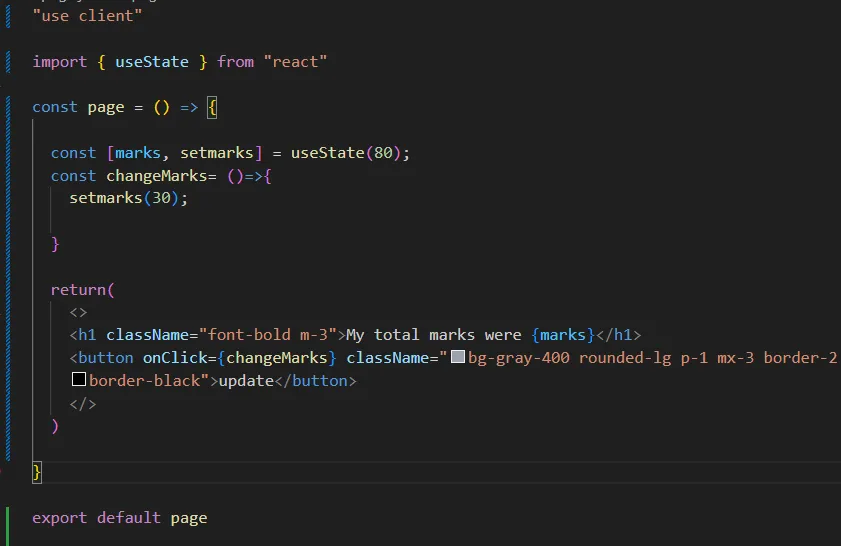 "use client"
import { useState } from "react"
const page = () => {
const [marks, setmarks] = useState(80);
const changeMarks= ()=>{
setmarks(30);
}
return(
<>
<h1 className="font-bold m-3">My total marks were {marks}</h1>
<button onClick={changeMarks} className="bg-gray-400 rounded-lg p-1 mx-3 border-2
border-black">update</button>
</>
)
}
export default page